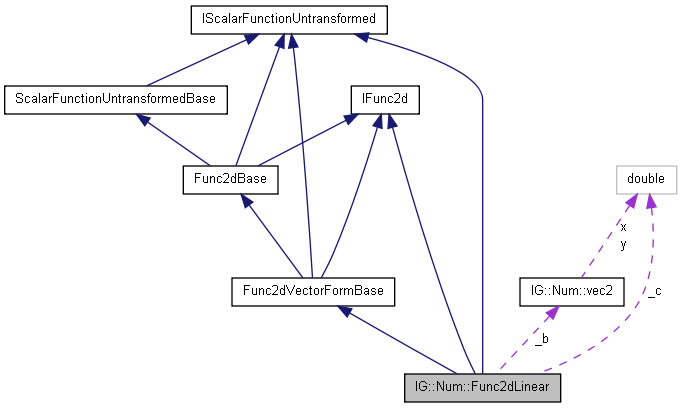 IScalarFunctionUntransformed
ScalarFunctionUntransformedBase
IFunc2d
Func2dBase
double
x
y
Func2dVectorFormBase
IG::Num::vec2
_c
_b
IG::Num::Func2dLinear